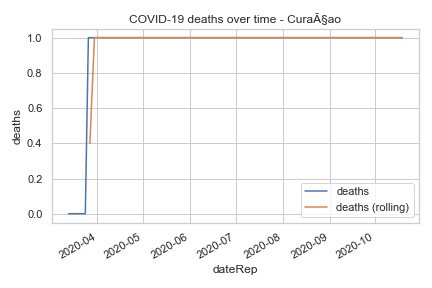 COVID-19 deaths over time - CuraÃ§ao
deaths
1.0
0.8
0.6
0.4
0.2
0.0
deaths
deaths (rolling)
2020-04
2020-05
2020-06
2020-07
2020-08
2020-09
2020-10
dateRep